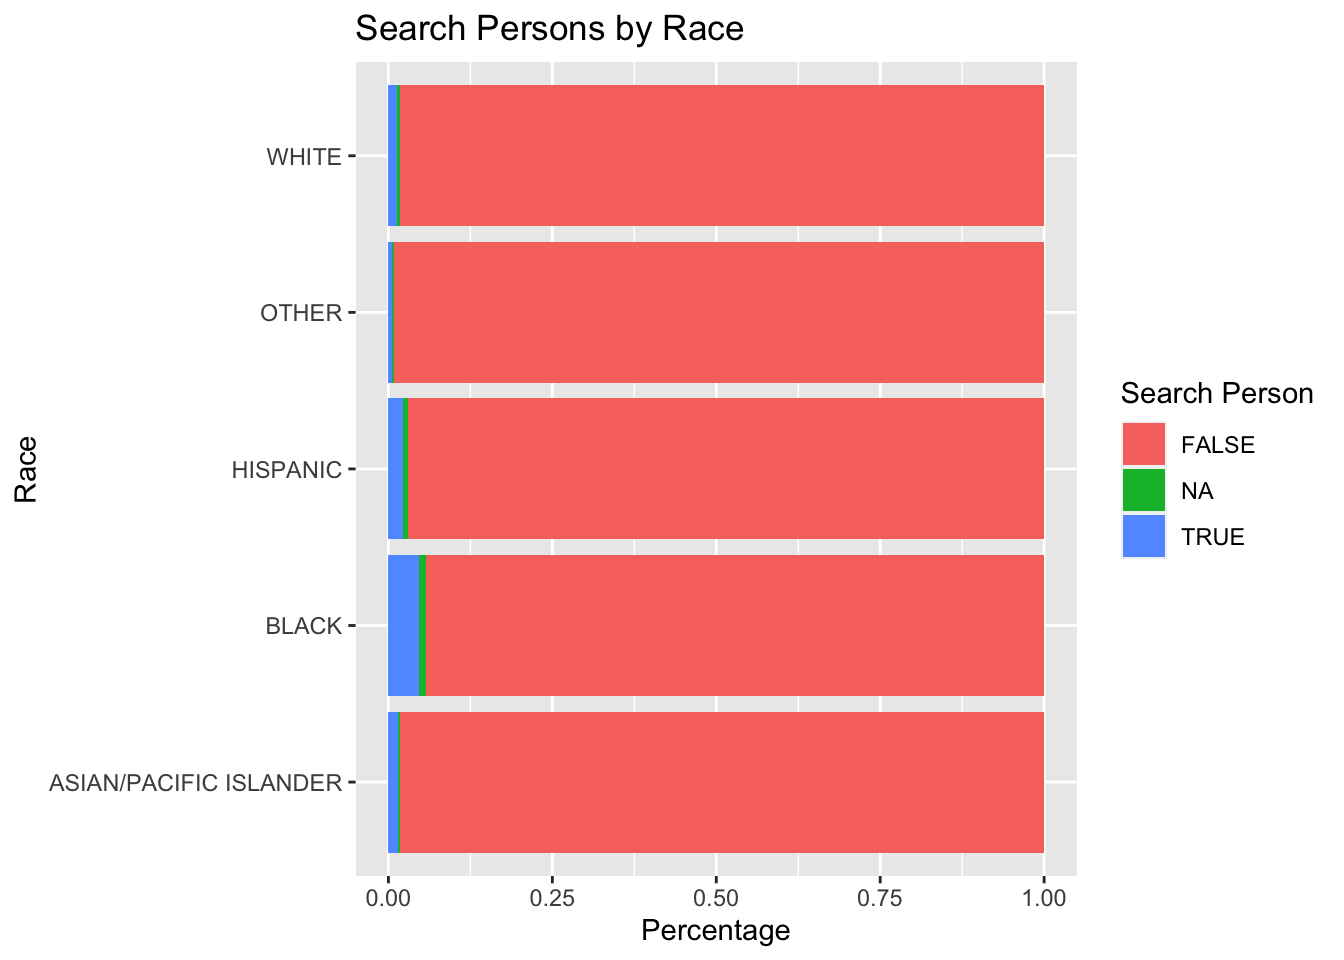 Search Persons by Race
WHITE
OTHER
HISPANIC
BLACK
ASIAN/PACIFIC ISLANDER
Race
0.00 0.25 0.50 0.75 1.00
Percentage
Search Person
FALSE
NA
TRUE